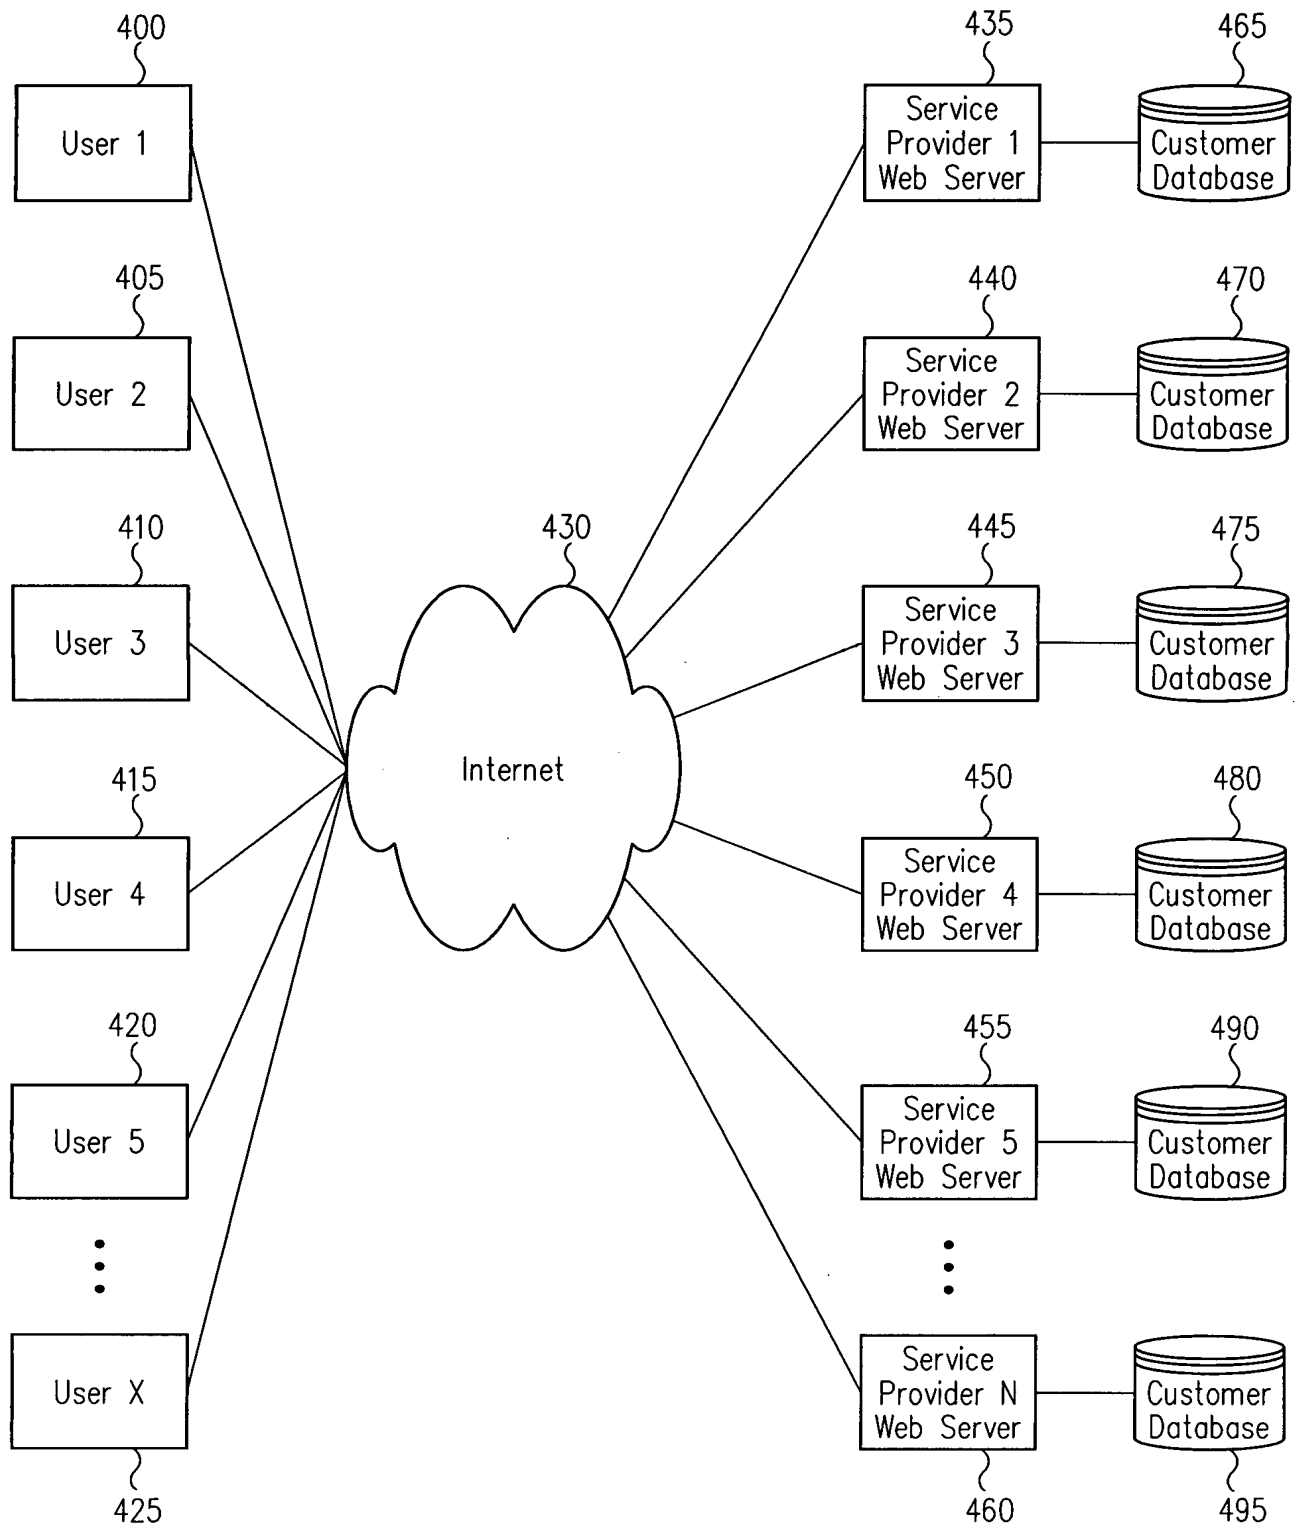 400
435
465
User 1
Service
Provider 1
Web Server
Customer
Database
405
440
470
User 2
Service
Provider 2
Web Server
Customer
Database
410
430
445
475
User 3
Service
Provider 3
Web Server
Customer
Database
Internet
415
450
480
User 4
Service
Provider 4
Web Server
Customer
Database
420
455
490
User 5
Service
Provider 5
Web Server
Customer
Database
User X
Service
Provider N
Web Server
Customer
Database
425
460
495